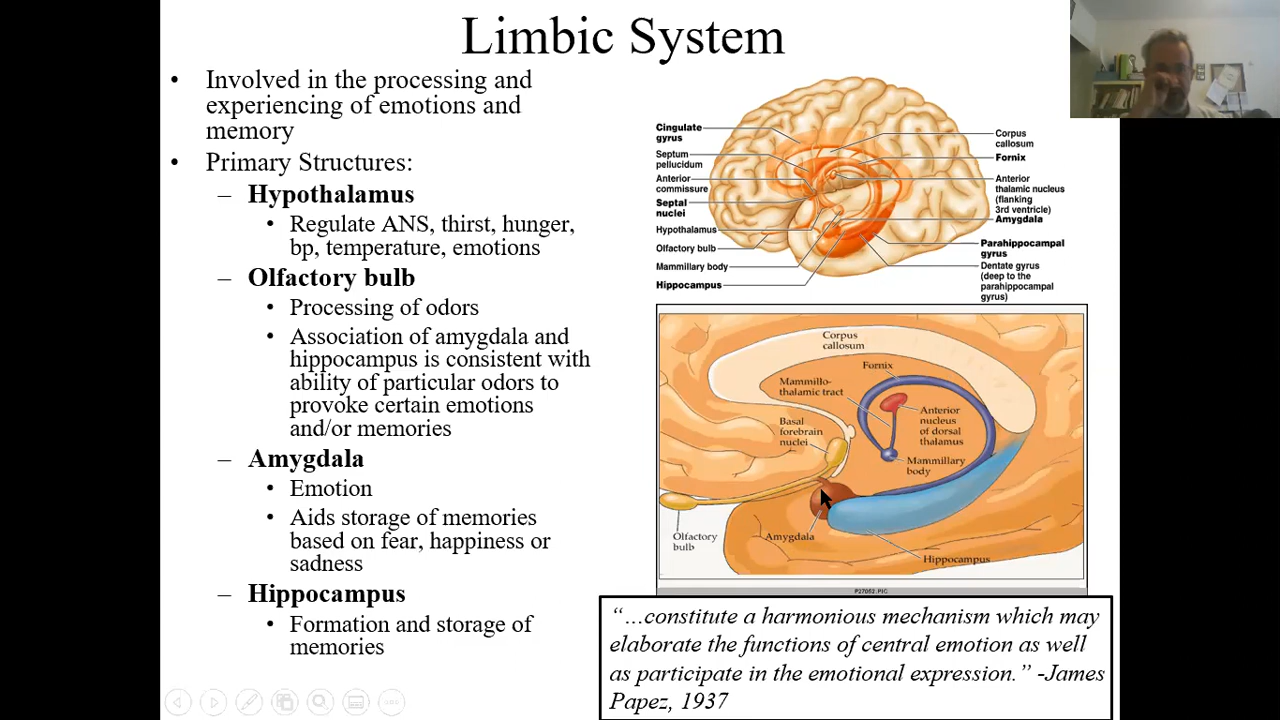 Limbic System
• Involved in the processing and
experiencing of emotions and
memory
• Primary Structures:
– Hypothalamus
• Regulate ANS, thirst, hunger,
bp, temperature, emotions
– Olfactory bulb
• Processing of odors
• Association of amygdala and
hippocampus is consistent with
ability of particular odors to
provoke certain emotions
and/or memories
– Amygdala
• Emotion
• Aids storage of memories
based on fear, happiness or
sadness
– Hippocampus
• Formation and storage of
memories
Cingulate
gyrus
Septum
pellucidum
Anterior
commissure
Septal
nuclei
Hypothalamus
Olfactory bulb
Mammillary body
Hippocampus
Corpus
callosum
Fornix
Anterior
thalamic nucleus
(flanking
3rd ventricle)
Amygdala
Parahippocampal
gyrus
Dentate gyrus
(deep to the
parahippocampal
gyrus)
Corpus
callosum
Fornix
Mammillo-
thalamic tract
Anterior
nucleus
of dorsal
thalamus
Basal
forebrain
nuclei
Mammillary
body
Olfactory
bulb
Amygdala
Hippocampus
P27052.PIC
“…constitute a harmonious mechanism which may
elaborate the functions of central emotion as well
as participate in the emotional expression.” -James
Papez, 1937